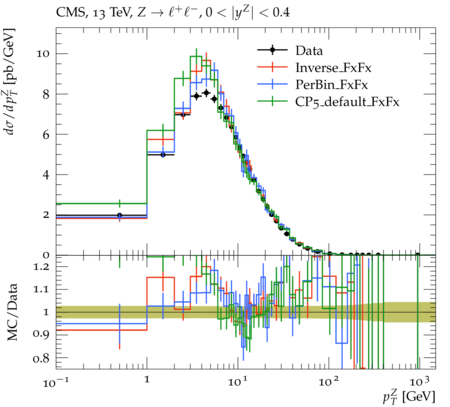 CMS, 13 TeV, Z → ℓ⁺ℓ⁻, 0 < |y^Z| < 0.4
dσ/dp_T^Z [pb/GeV]
10
8
6
4
2
0
Data
Inverse_FxFx
PerBin_FxFx
CP5_default_FxFx
MC/Data
1.2
1.1
1
0.9
0.8
10⁻¹
1
10¹
10²
10³
p_T^Z [GeV]